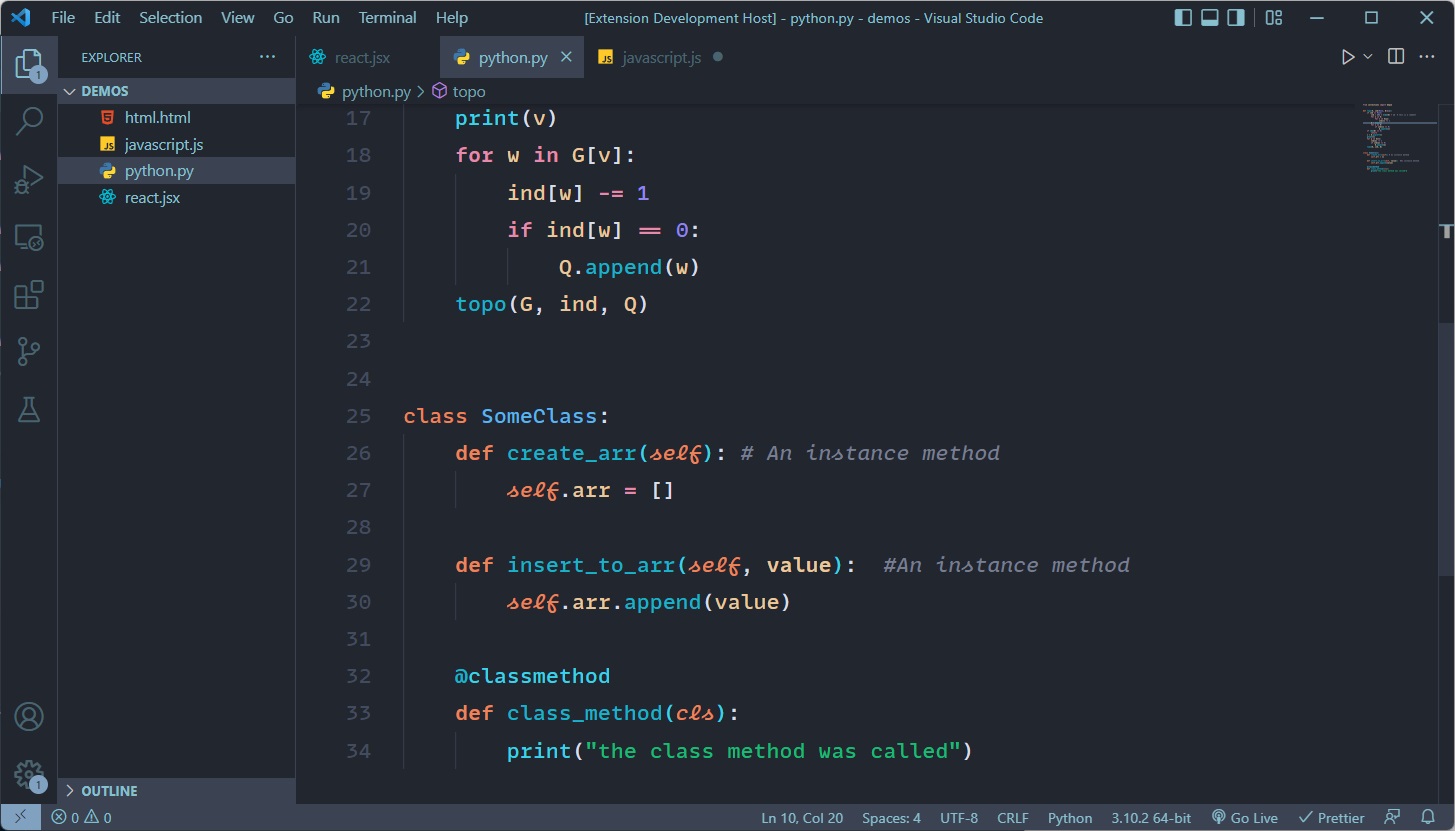 File Edit Selection View Go Run Terminal Help [Extension Development Host] - python.py - demos - Visual Studio Code
EXPLORER
react.jsx python.py javascript.js
DEMOS
python.py > topo
html.html
javascript.js
python.py
react.jsx
17 print(v)
18 for w in G[v]:
19 ind[w] -= 1
20 if ind[w] == 0:
21 Q.append(w)
22 topo(G, ind, Q)
23
24
25 class SomeClass:
26 def create_arr(self): # An instance method
27 self.arr = []
28
29 def insert_to_arr(self, value):  #An instance method
30 self.arr.append(value)
31
32 @classmethod
33 def class_method(cls):
34 print("the class method was called")
1
1
OUTLINE
0 0 Ln 10, Col 20 Spaces: 4 UTF-8 CRLF Python 3.10.2 64-bit Go Live Prettier